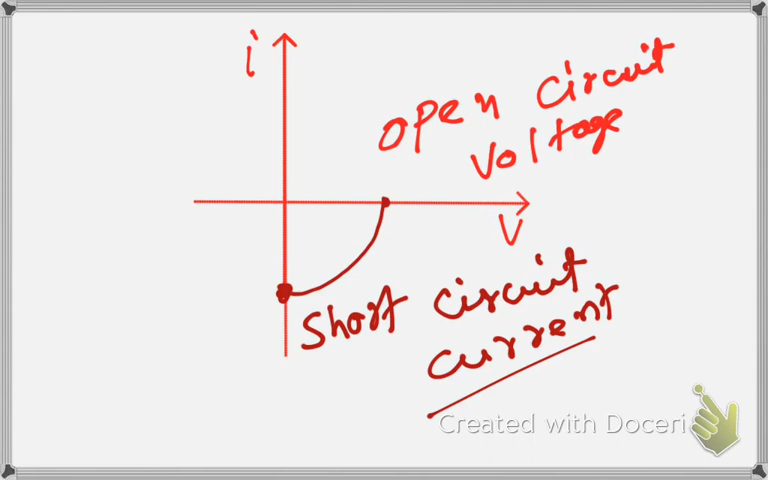 i
open circuit
voltage
V
Short circuit
current
Created with Doceri